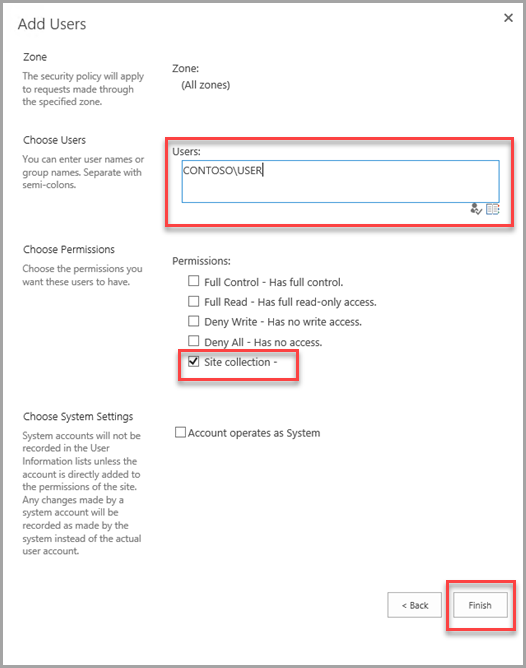 Add Users
Zone
The security policy will apply
to requests made through
the specified zone.
Zone:
(All zones)
Choose Users
You can enter user names or
group names. Separate with
semi-colons.
Users:
CONTOSO\USER
Choose Permissions
Choose the permissions you
want these users to have.
Permissions:
Full Control - Has full control.
Full Read - Has full read-only access.
Deny Write - Has no write access.
Deny All - Has no access.
Site collection -
Choose System Settings
System accounts will not be
recorded in the User
Information lists unless the
account is directly added to
the permissions of the site.
Any changes made by a
system account will be
recorded as made by the
system instead of the actual
user account.
Account operates as System
< Back
Finish